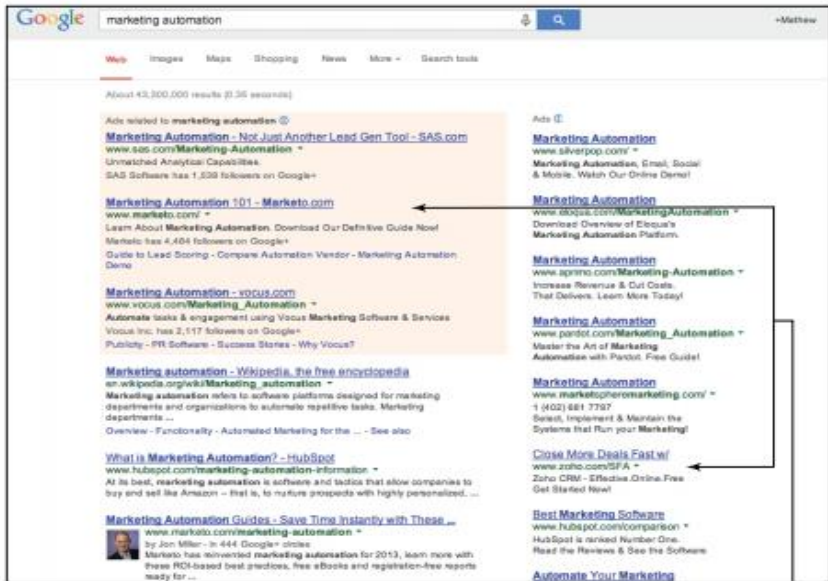 Google
marketing automation
+Mathew
Web Images Maps Shopping News More Search tools
About 43,300,000 results (0.36 seconds)
Ads related to marketing automation
Marketing Automation - Not Just Another Lead Gen Tool - SAS.com
www.sas.com/Marketing-Automation
Unmatched Analytical Capabilities.
SAS Software has 1,538 followers on Google+
Marketing Automation 101 - Marketo.com
www.marketo.com/
Learn About Marketing Automation. Download Our Definitive Guide Now!
Marketo has 4,484 followers on Google+
Guide to Lead Scoring - Compare Automation Vendor - Marketing Automation
Demo
Marketing Automation - vocus.com
www.vocus.com/Marketing_Automation
Automate tasks & engagement using Vocus Marketing Software & Services
Vocus Inc. has 2,117 followers on Google+
Publicity - PR Software - Success Stories - Why Vocus?
Marketing automation - Wikipedia, the free encyclopedia
en.wikipedia.org/wiki/Marketing_automation
Marketing automation refers to software platforms designed for marketing
departments and organizations to automate repetitive tasks. Marketing
departments ...
Overview - Functionality - Automated Marketing for the ... - See also
What is Marketing Automation? - HubSpot
www.hubspot.com/marketing-automation-information
At its best, marketing automation is software and tactics that allow companies to
buy and sell like Amazon – that is, to nurture prospects with highly personalized, ...
Marketing Automation Guides - Save Time Instantly with These ...
www.marketo.com/marketing-automation
by Jon Miller - in 444 Google+ circles
Marketo has reinvented marketing automation for 2013, learn more with
these ROI-based best practices, free eBooks and registration-free reports
ready for ...
Ads
Marketing Automation
www.silverpop.com/
Marketing Automation, Email, Social
& Mobile. Watch Our Online Demo!
Marketing Automation
www.eloqua.com/MarketingAutomation
Download Overview of Eloqua's
Marketing Automation Platform.
Marketing Automation
www.aprimo.com/Marketing-Automation
Increase Revenue & Cut Costs.
That Delivers. Learn More Today!
Marketing Automation
www.pardot.com/Marketing_Automation
Master the Art of Marketing
Automation with Pardot. Free Guide!
Marketing Automation
www.marketspheromarketing.com/
1 (402) 681 7787
Select, Implement & Maintain the
Systems that Run your Marketing!
Close More Deals Fast w/
www.zoho.com/SFA
Zoho CRM - Effective.Online.Free
Get Started Now!
Best Marketing Software
www.hubspot.com/comparison
HubSpot is ranked Number One.
Read the Reviews & See the Software
Automate Your Marketing